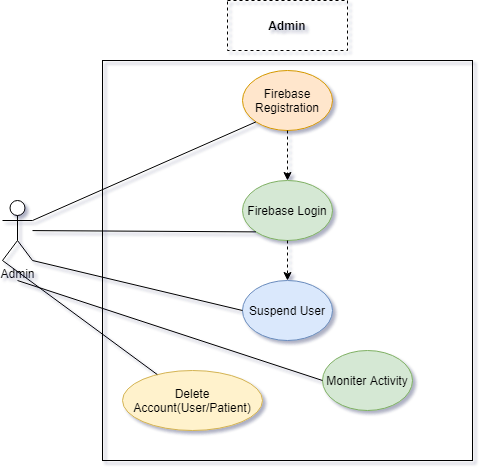 Admin
Firebase
Registration
Firebase Login
Admin
Suspend User
Moniter Activity
Delete
Account(User/Patient)